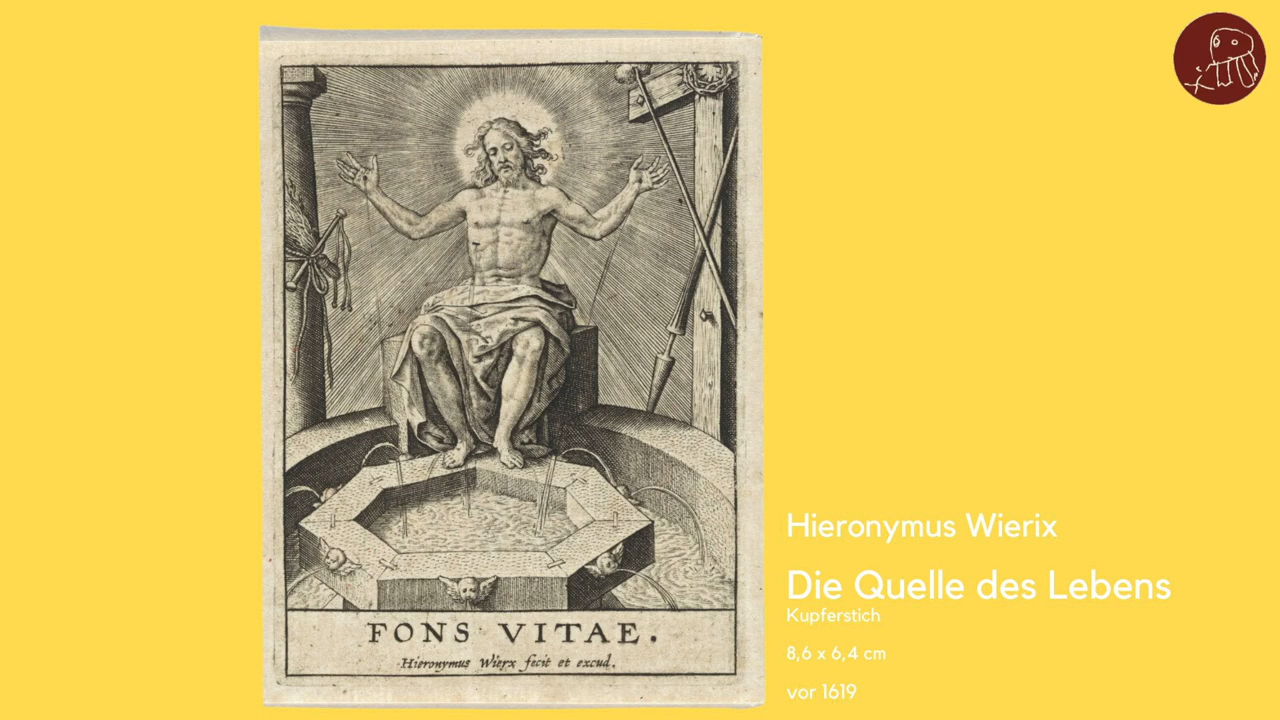 FONS VITAE.
Hieronymus Wierx fecit et excud.
Hieronymus Wierix
Die Quelle des Lebens
Kupferstich
8,6 x 6,4 cm
vor 1619